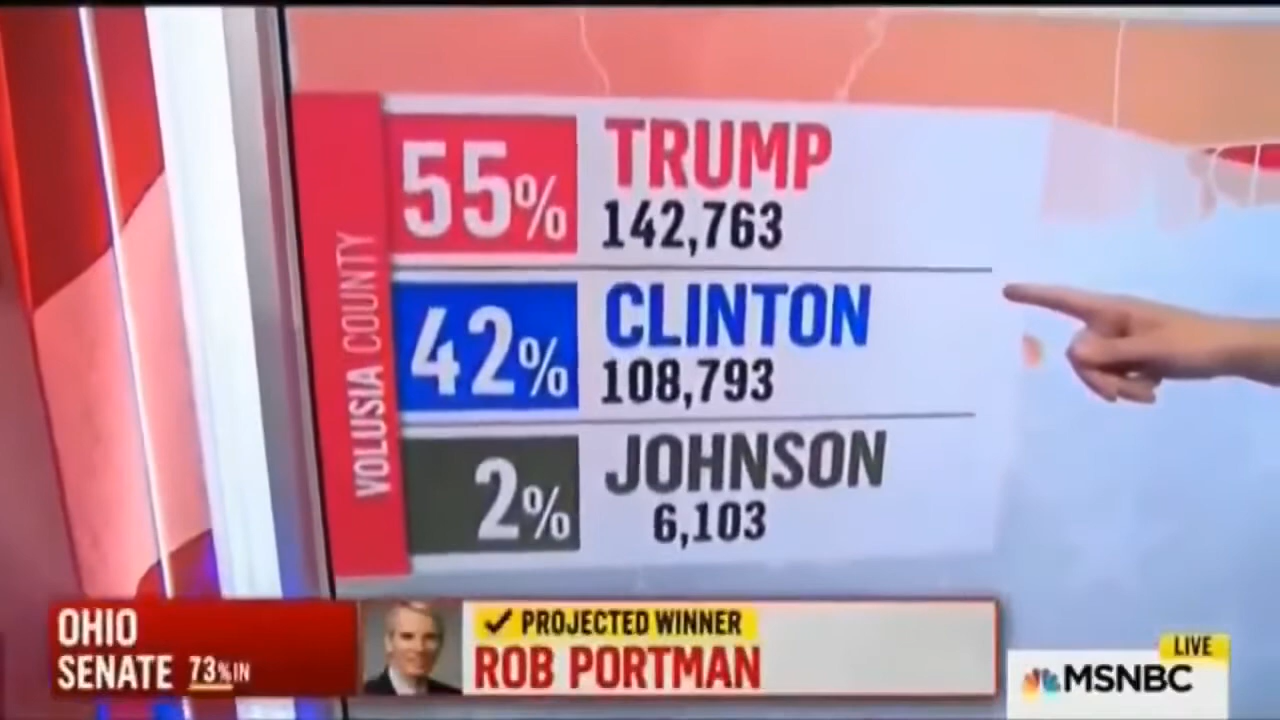 VOLUSIA COUNTY
55% TRUMP
142,763
42% CLINTON
108,793
2% JOHNSON
6,103
OHIO
SENATE 73% IN
✓ PROJECTED WINNER
ROB PORTMAN
LIVE
MSNBC